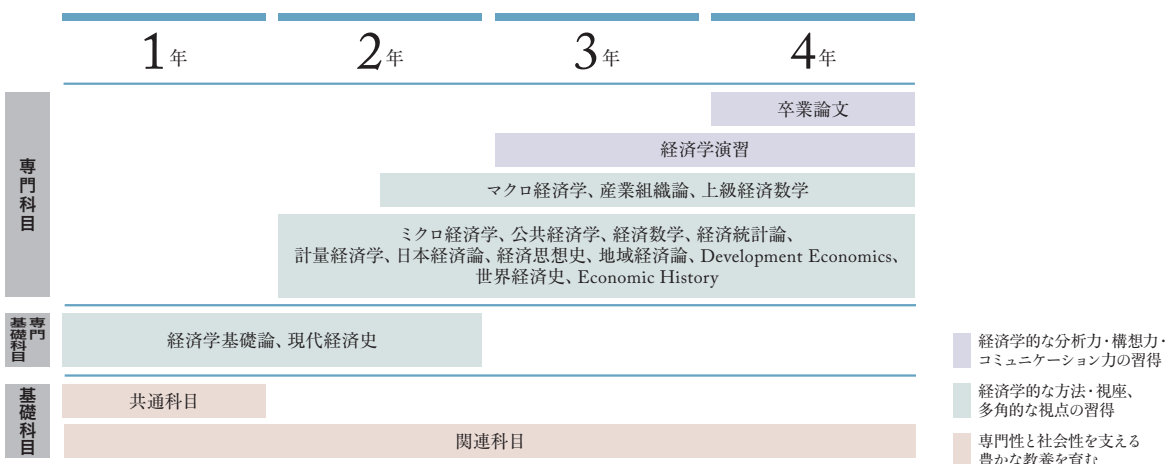 1年
2年
3年
4年
専門科目
卒業論文
経済学演習
マクロ経済学、産業組織論、上級経済数学
ミクロ経済学、公共経済学、経済数学、経済統計論、
計量経済学、日本経済論、経済思想史、地域経済論、Development Economics、
世界経済史、Economic History
専門
基礎科目
経済学基礎論、現代経済史
基礎科目
共通科目
関連科目
経済学的な分析力・構想力・
コミュニケーション力の習得
経済学的な方法・視座、
多角的な視点の習得
専門性と社会性を支える
豊かな教養を育む